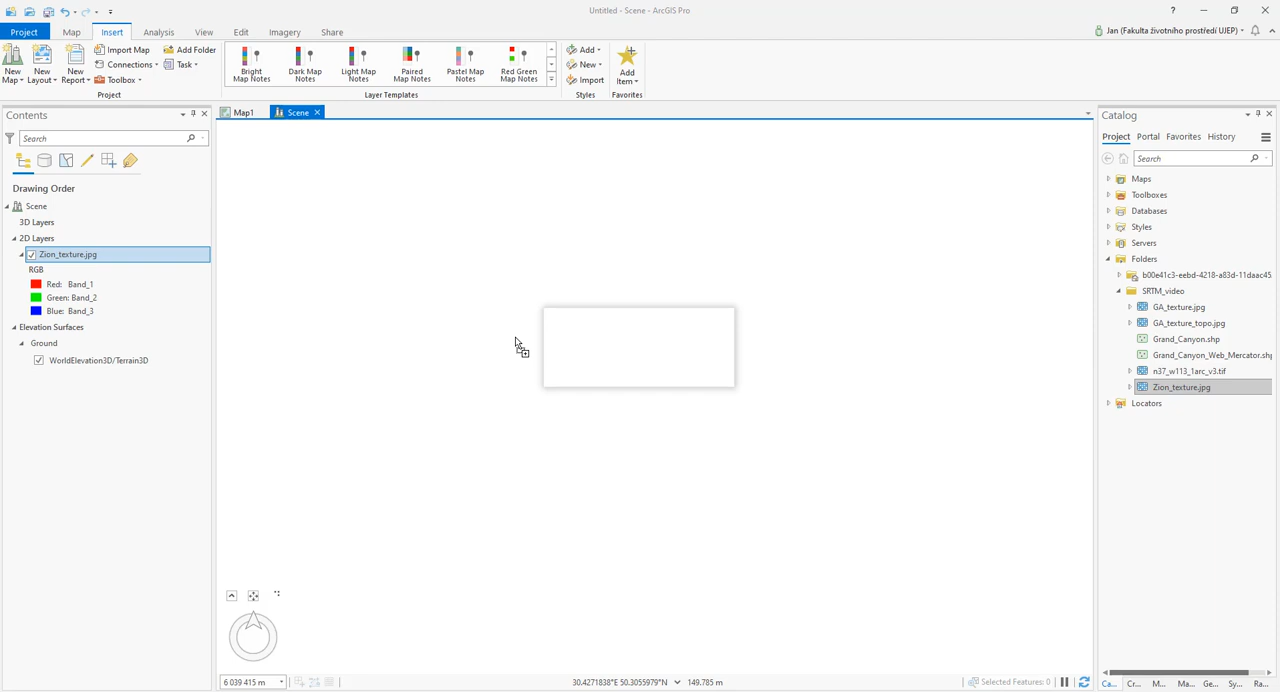 Untitled - Scene - ArcGIS Pro
?
Jan (Fakulta životního prostředí UJEP)
Project Map Insert Analysis View Edit Imagery Share
New Map
New Layout
New Report
Import Map
Connections
Toolbox
Add Folder
Task
Project
Bright Map Notes
Dark Map Notes
Light Map Notes
Paired Map Notes
Pastel Map Notes
Red Green Map Notes
Layer Templates
Add
New
Import
Styles
Add Item
Favorites
Contents
Search
Drawing Order
Scene
3D Layers
2D Layers
Zion_texture.jpg
RGB
Red: Band_1
Green: Band_2
Blue: Band_3
Elevation Surfaces
Ground
WorldElevation3D/Terrain3D
Map1
Scene
6 039 415 m
30.4271838°E 50.3055979°N
149.785 m
Selected Features: 0
Catalog
Project Portal Favorites History
Search
Maps
Toolboxes
Databases
Styles
Servers
Folders
b00e41c3-eebd-4218-a83d-11daac45
SRTM_video
GA_texture.jpg
GA_texture_topo.jpg
Grand_Canyon.shp
Grand_Canyon_Web_Mercator.shp
n37_w113_1arc_v3.tif
Zion_texture.jpg
Locators
Ca... Cr... M... Ma... Ge... Sy... Ra...